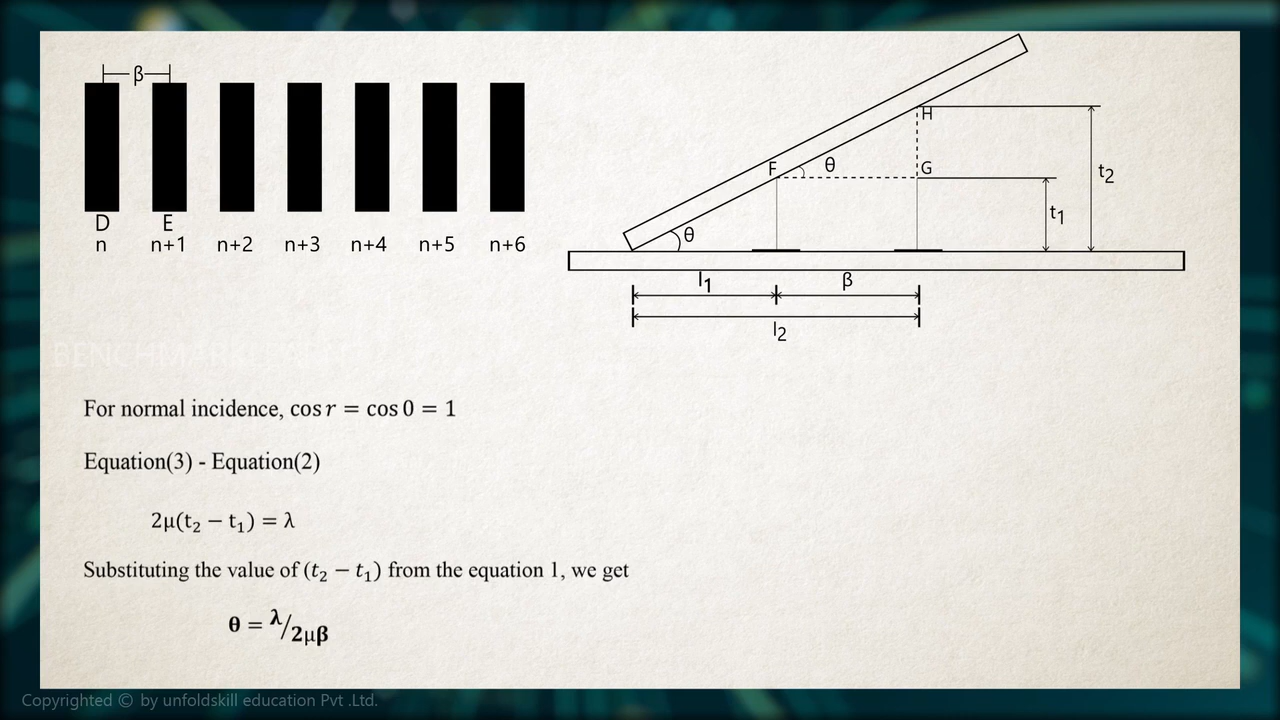 β
D E
n n+1 n+2 n+3 n+4 n+5 n+6
H
F θ G
t₂
t₁
θ
l₁ β
l₂
For normal incidence, cos r = cos 0 = 1
Equation(3) - Equation(2)
2μ(t₂ − t₁) = λ
Substituting the value of (t₂ − t₁) from the equation 1, we get
θ = λ/2μβ
Copyrighted © by unfoldskill education Pvt .Ltd.